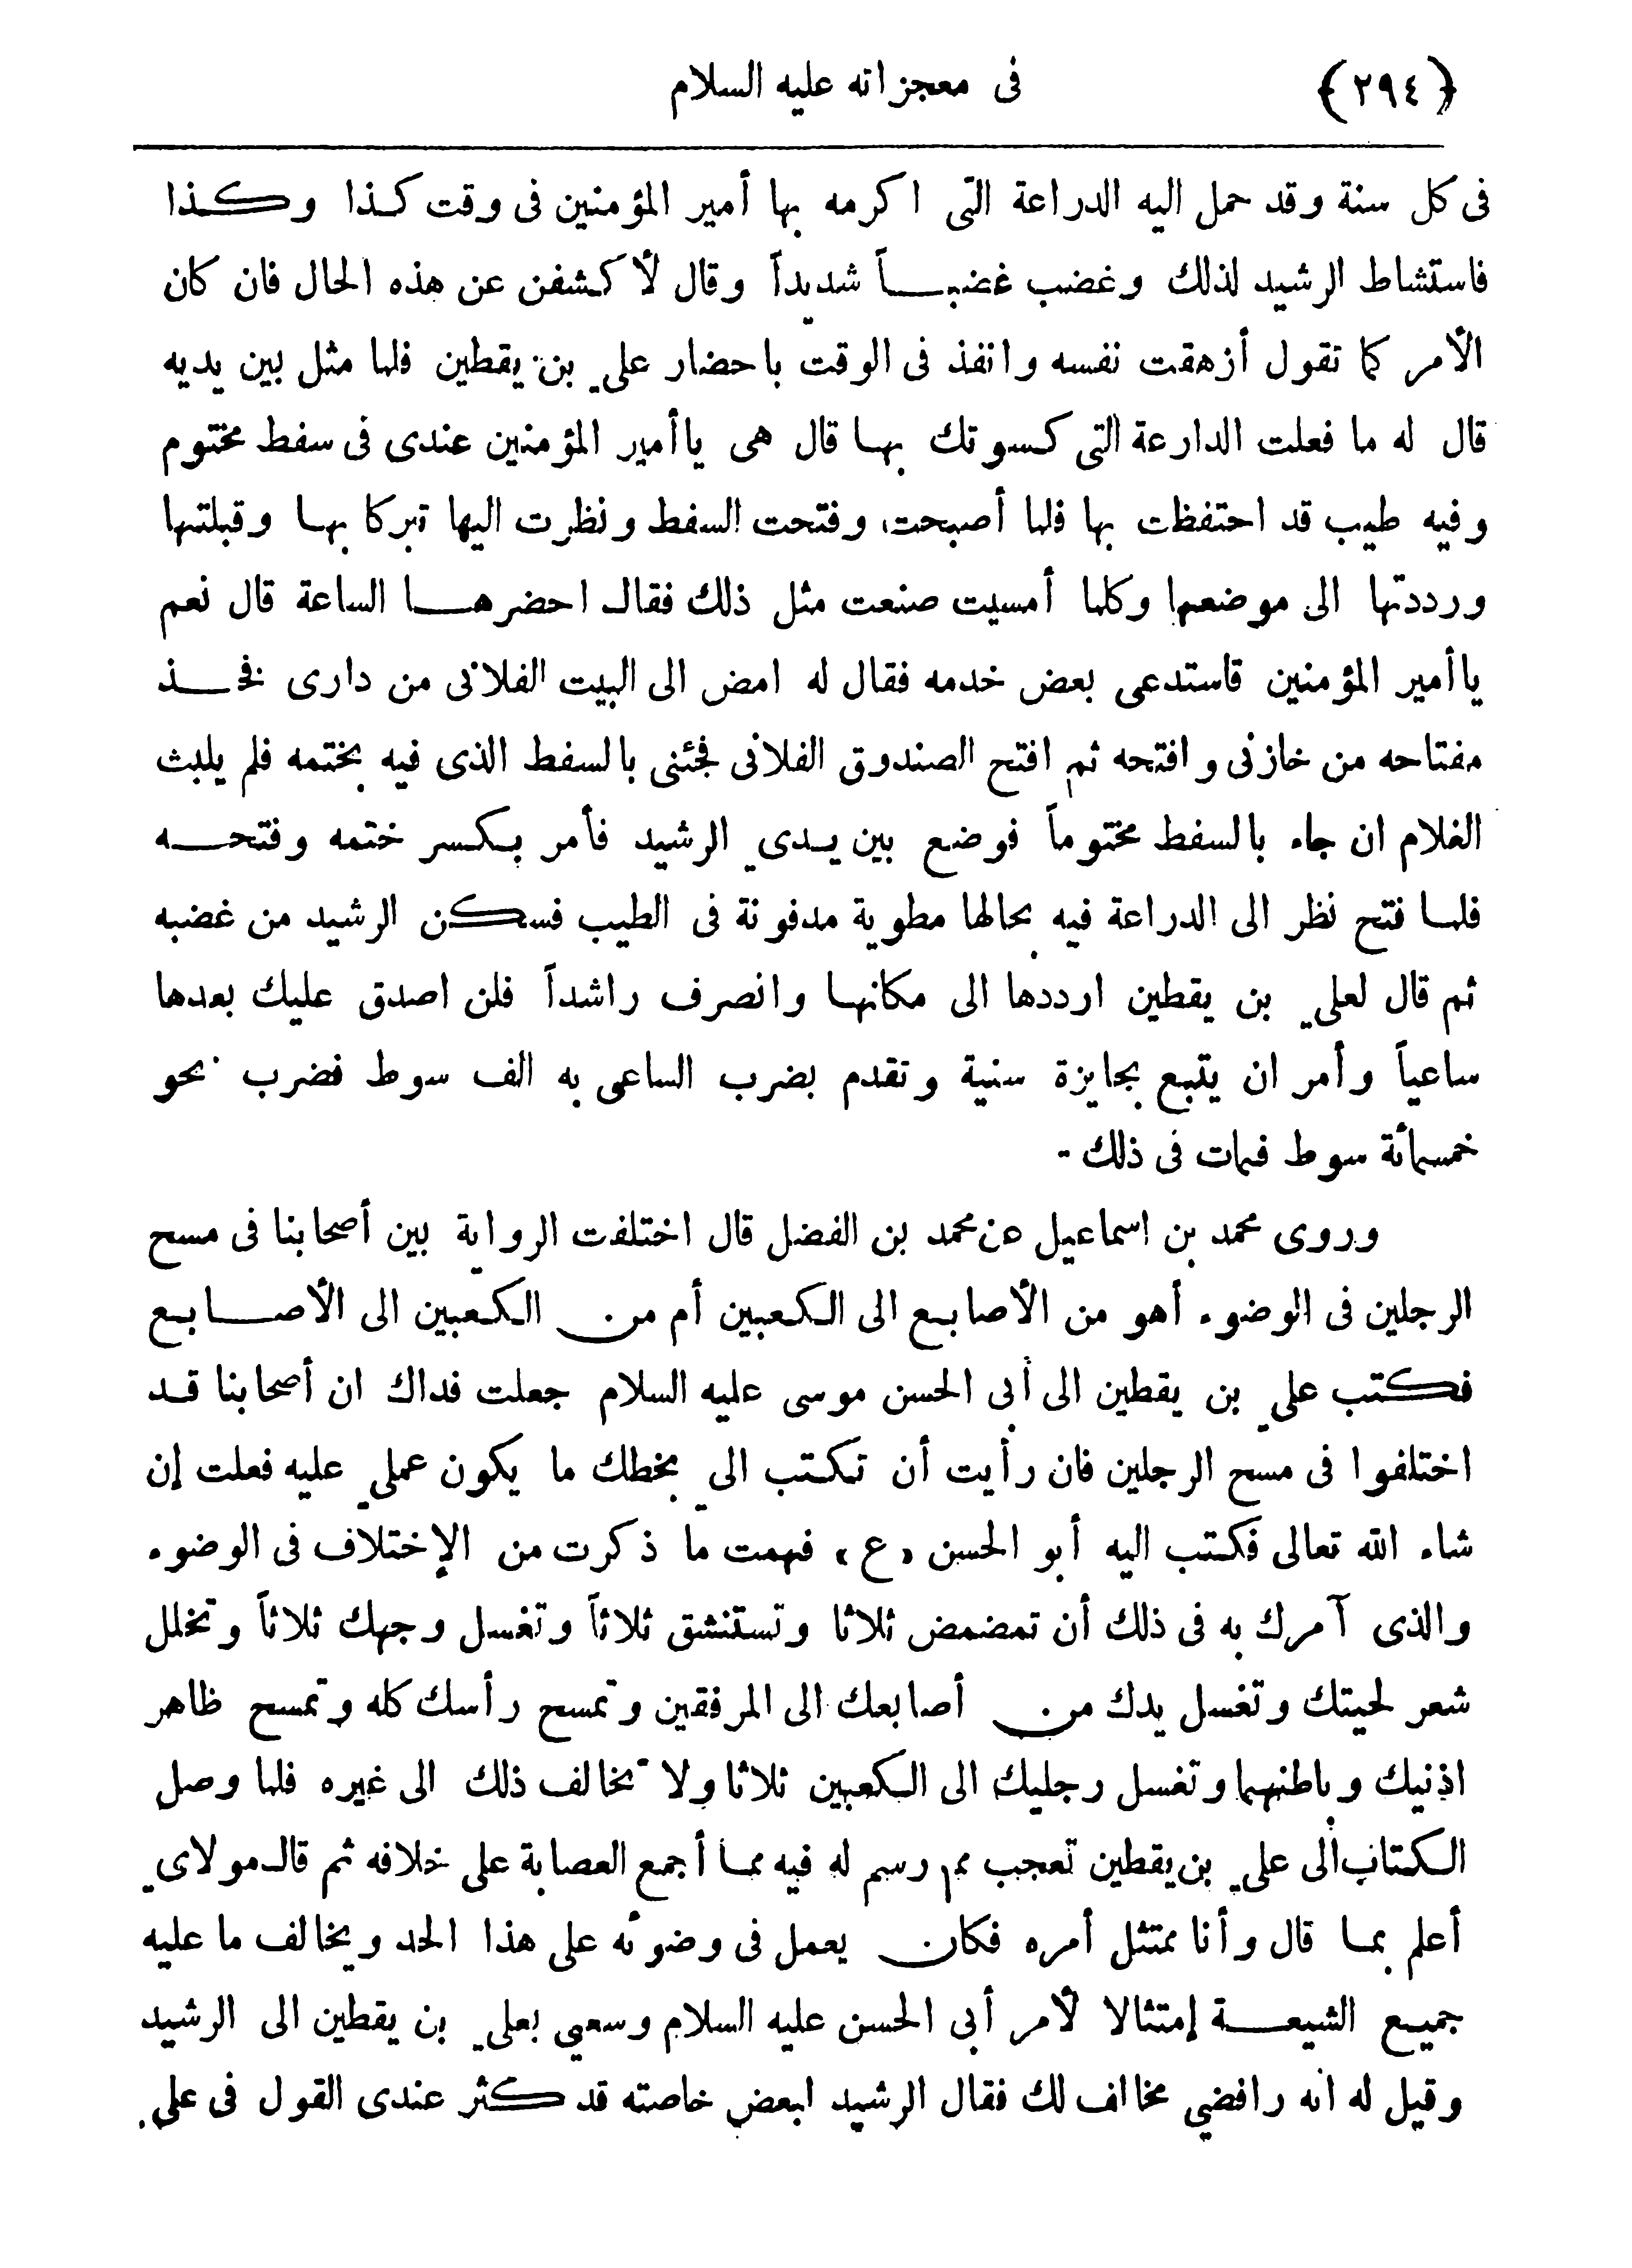 ﴿٢٩٤﴾ فى معجزاته عليه السلام
فى كل سنة وقد حمل اليه الدراعة التى اكرمه بها أمير المؤمنين فى وقت كذا وكذا
فاستشاط الرشيد لذلك وغضب غضباً شديداً وقال لأكشفن عن هذه الحال فان كان
الأمر كما تقول أزهقت نفسه وانفذ فى الوقت باحضار علي بن يقطين فلما مثل بين يديه
قال له ما فعلت الدارعة التى كسوتك بها قال هى ياأمير المؤمنين عندى فى سفط مختوم
وفيه طيب قد احتفظت بها فلما أصبحت وفتحت السفط ونظرت اليها تبركا بها وقبلتها
ورددتها الى موضعها وكلما أمسيت صنعت مثل ذلك فقال احضرها الساعة قال نعم
ياأمير المؤمنين قاستدعى بعض خدمه فقال له امض الى البيت الفلانى من دارى فخذ
مفتاحه من خازنى وافتحه ثم افتح الصندوق الفلانى فجئنى بالسفط الذى فيه بختمه فلم يلبث
الغلام ان جاء بالسفط مختوماً فوضع بين يدي الرشيد فأمر بكسر ختمه وفتحه
فلما فتح نظر الى الدراعة فيه بحالها مطوية مدفونة فى الطيب فسكن الرشيد من غضبه
ثم قال لعلي بن يقطين ارددها الى مكانها وانصرف راشداً فلن اصدق عليك بعدها
ساعياً وأمر ان يتبع بجايزة سنية وتقدم بضرب الساعى به الف سوط فضرب نحو
خمسمائة سوط فمات فى ذلك -
وروى محمد بن اسماعيل عن محمد بن الفضل قال اختلفت الرواية بين أصحابنا فى مسح
الرجلين فى الوضوء أهو من الأصابع الى الكعبين أم من الكعبين الى الأصابع
فكتب علي بن يقطين الى أبى الحسن موسى عليه السلام جعلت فداك ان أصحابنا قد
اختلفوا فى مسح الرجلين فان رأيت أن تكتب الي بخطك ما يكون عملي عليه فعلت إن
شاء الله تعالى فكتب اليه أبو الحسن «ع» فهمت ما ذكرت من الإختلاف فى الوضوء
والذى آمرك به فى ذلك أن تمضمض ثلاثا وتستنشق ثلاثاً وتغسل وجهك ثلاثاً وتخلل
شعر لحيتك وتغسل يدك من أصابعك الى المرفقين وتمسح رأسك كله وتمسح ظاهر
اذنيك وباطنهما وتغسل رجليك الى الكعبين ثلاثا ولا تخالف ذلك الى غيره فلما وصل
الكتاب الى علي بن يقطين تعجب مم رسم له فيه مما أجمع العصابة على خلافه ثم قال مولاي
أعلم بما قال وأنا ممتثل أمره فكان يعمل فى وضوئه على هذا الحد ويخالف ما عليه
جميع الشيعة إمتثالا لأمر أبى الحسن عليه السلام وسعي بعلي بن يقطين الى الرشيد
وقيل له انه رافضي مخالف لك فقال الرشيد لبعض خاصته قد كثر عندى القول فى علي